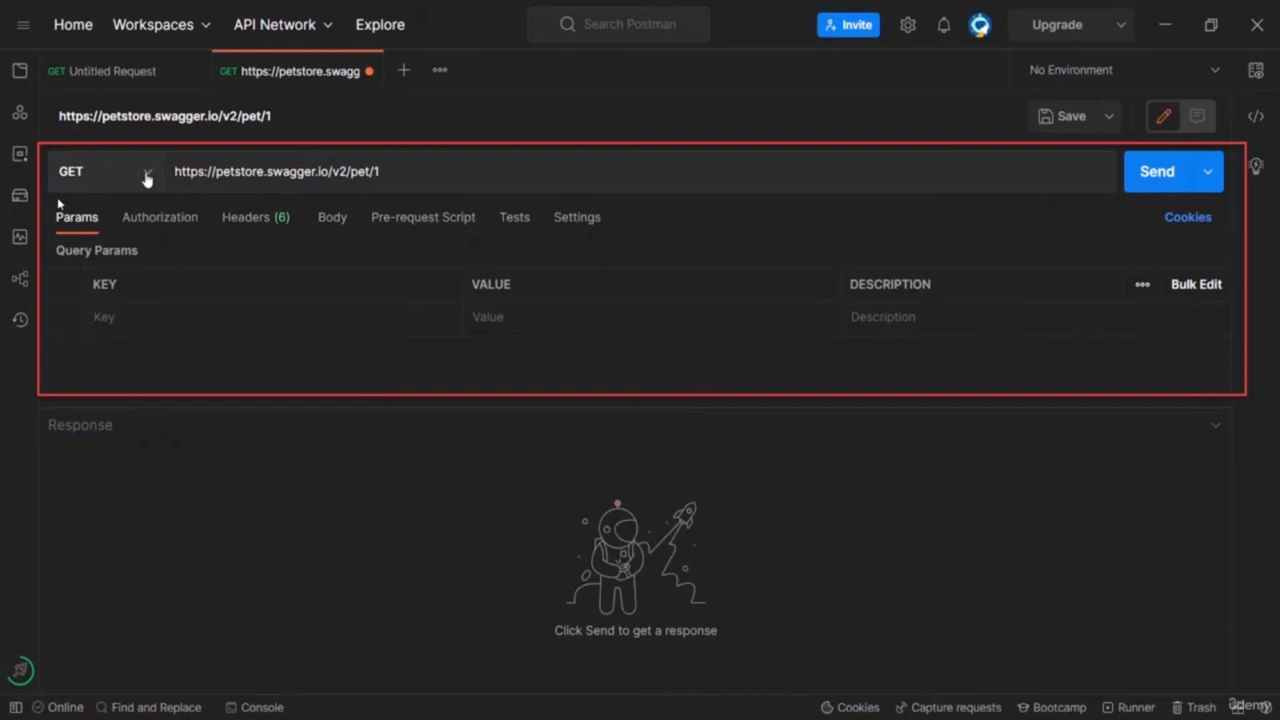 Home Workspaces API Network Explore Search Postman Invite Upgrade
GET Untitled Request GET https://petstore.swagg No Environment
https://petstore.swagger.io/v2/pet/1 Save
GET https://petstore.swagger.io/v2/pet/1 Send
Params Authorization Headers (6) Body Pre-request Script Tests Settings Cookies
Query Params
KEY VALUE DESCRIPTION Bulk Edit
Key Value Description
Response
Click Send to get a response
Online Find and Replace Console Cookies Capture requests Bootcamp Runner Trash
udemy